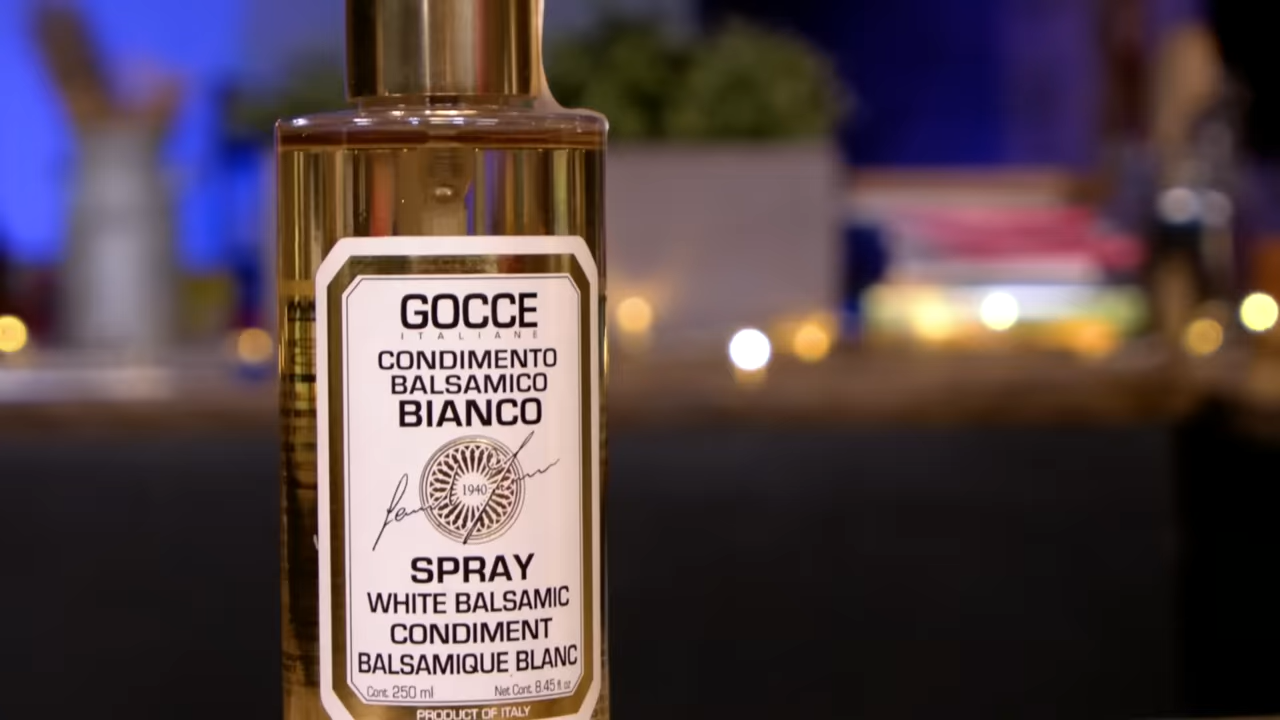 GOCCE
ITALIANE
CONDIMENTO
BALSAMICO
BIANCO
1940
SPRAY
WHITE BALSAMIC
CONDIMENT
BALSAMIQUE BLANC
Cont. 250 ml Net Cont. 8.45 fl oz
PRODUCT OF ITALY